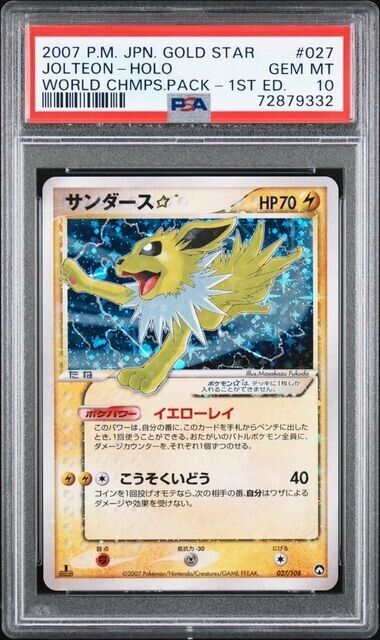 2007 P.M. JPN. GOLD STAR #027
JOLTEON-HOLO GEM MT
WORLD CHMPS.PACK-1ST ED. 10
PSA 72879332
サンダース☆ HP70
たね
Illus. Masakazu Fukuda
ポケモン☆は、デッキに1枚しか
入れることができません。
ポケパワー イエローレイ
このパワーは、自分の番に、このカードを手札からベンチに出した
とき、1回使うことができる。おたがいのバトルポケモン全員に、
ダメージカウンターを、それぞれ1個ずつのせる。
こうそくいどう 40
コインを1回投げオモテなら、次の相手の番、自分はワザによる
ダメージや効果を受けない。
弱点 抵抗力 -30 にげる
1
©2007 Pokémon/Nintendo/Creatures/GAME FREAK. 027/108